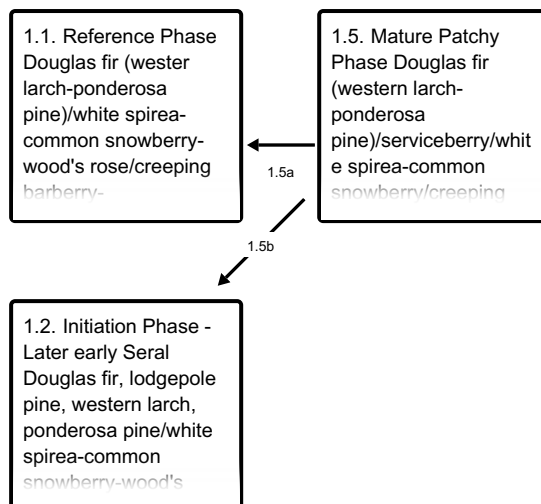 1.1. Reference Phase
Douglas fir (wester
larch-ponderosa
pine)/white spirea-
common snowberry-
wood's rose/creeping
barberry-
1.5. Mature Patchy
Phase Douglas fir
(western larch-
ponderosa
pine)/serviceberry/whit
e spirea-common
snowberry/creeping
1.5a
1.5b
1.2. Initiation Phase -
Later early Seral
Douglas fir, lodgepole
pine, western larch,
ponderosa pine/white
spirea-common
snowberry-wood's